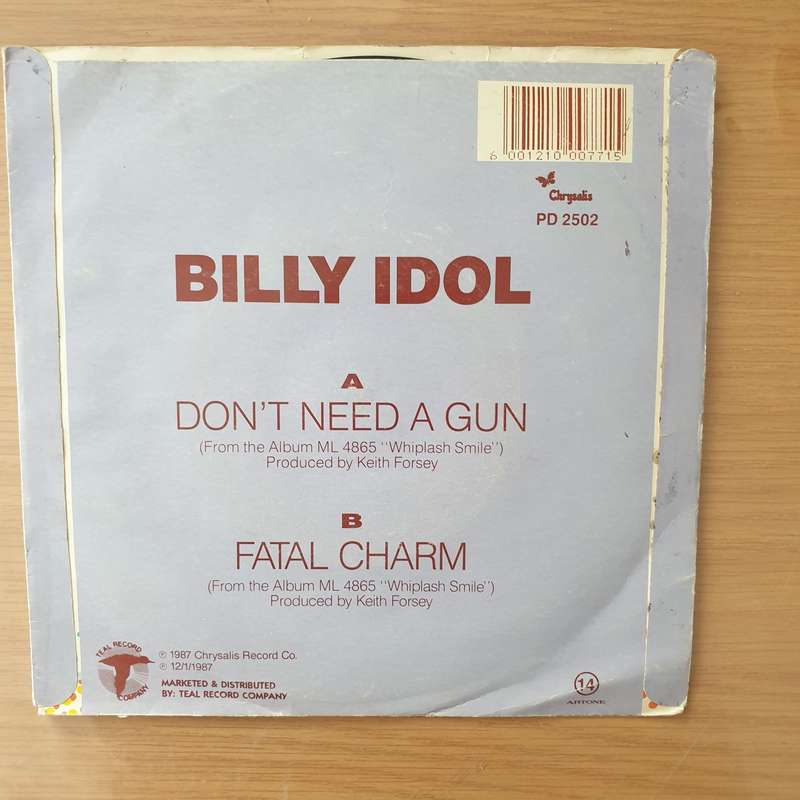 6 001210 007715
Chrysalis
PD 2502
BILLY IDOL
A
DON'T NEED A GUN
(From the Album ML 4865 "Whiplash Smile")
Produced by Keith Forsey
B
FATAL CHARM
(From the Album ML 4865 "Whiplash Smile")
Produced by Keith Forsey
TEAL RECORD COMPANY
℗ 1987 Chrysalis Record Co.
℗ 12/1/1987
MARKETED & DISTRIBUTED
BY: TEAL RECORD COMPANY
14
ARTONE